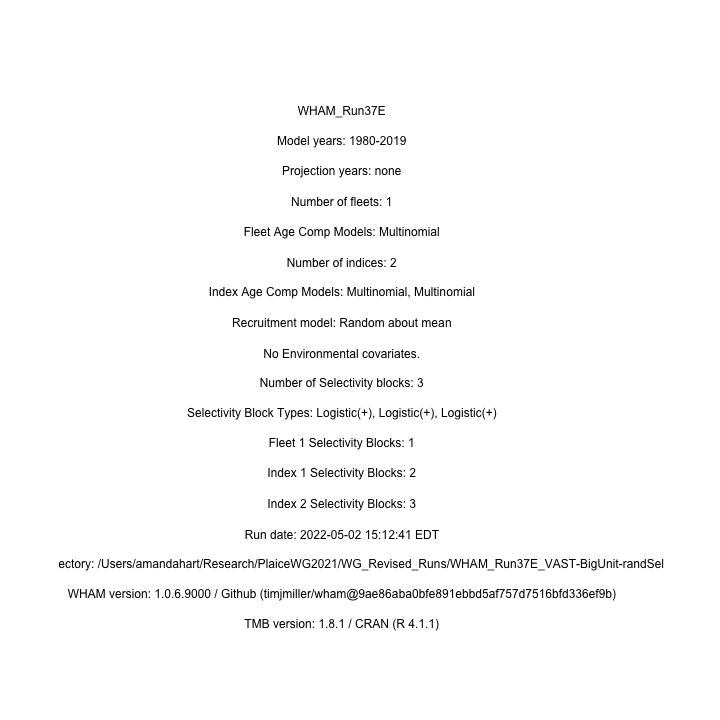 WHAM_Run37E
Model years: 1980-2019
Projection years: none
Number of fleets: 1
Fleet Age Comp Models: Multinomial
Number of indices: 2
Index Age Comp Models: Multinomial, Multinomial
Recruitment model: Random about mean
No Environmental covariates.
Number of Selectivity blocks: 3
Selectivity Block Types: Logistic(+), Logistic(+), Logistic(+)
Fleet 1 Selectivity Blocks: 1
Index 1 Selectivity Blocks: 2
Index 2 Selectivity Blocks: 3
Run date: 2022-05-02 15:12:41 EDT
ectory: /Users/amandahart/Research/PlaiceWG2021/WG_Revised_Runs/WHAM_Run37E_VAST-BigUnit-randSel
WHAM version: 1.0.6.9000 / Github (timjmiller/wham@9ae86aba0bfe891ebbd5af757d7516bfd336ef9b)
TMB version: 1.8.1 / CRAN (R 4.1.1)